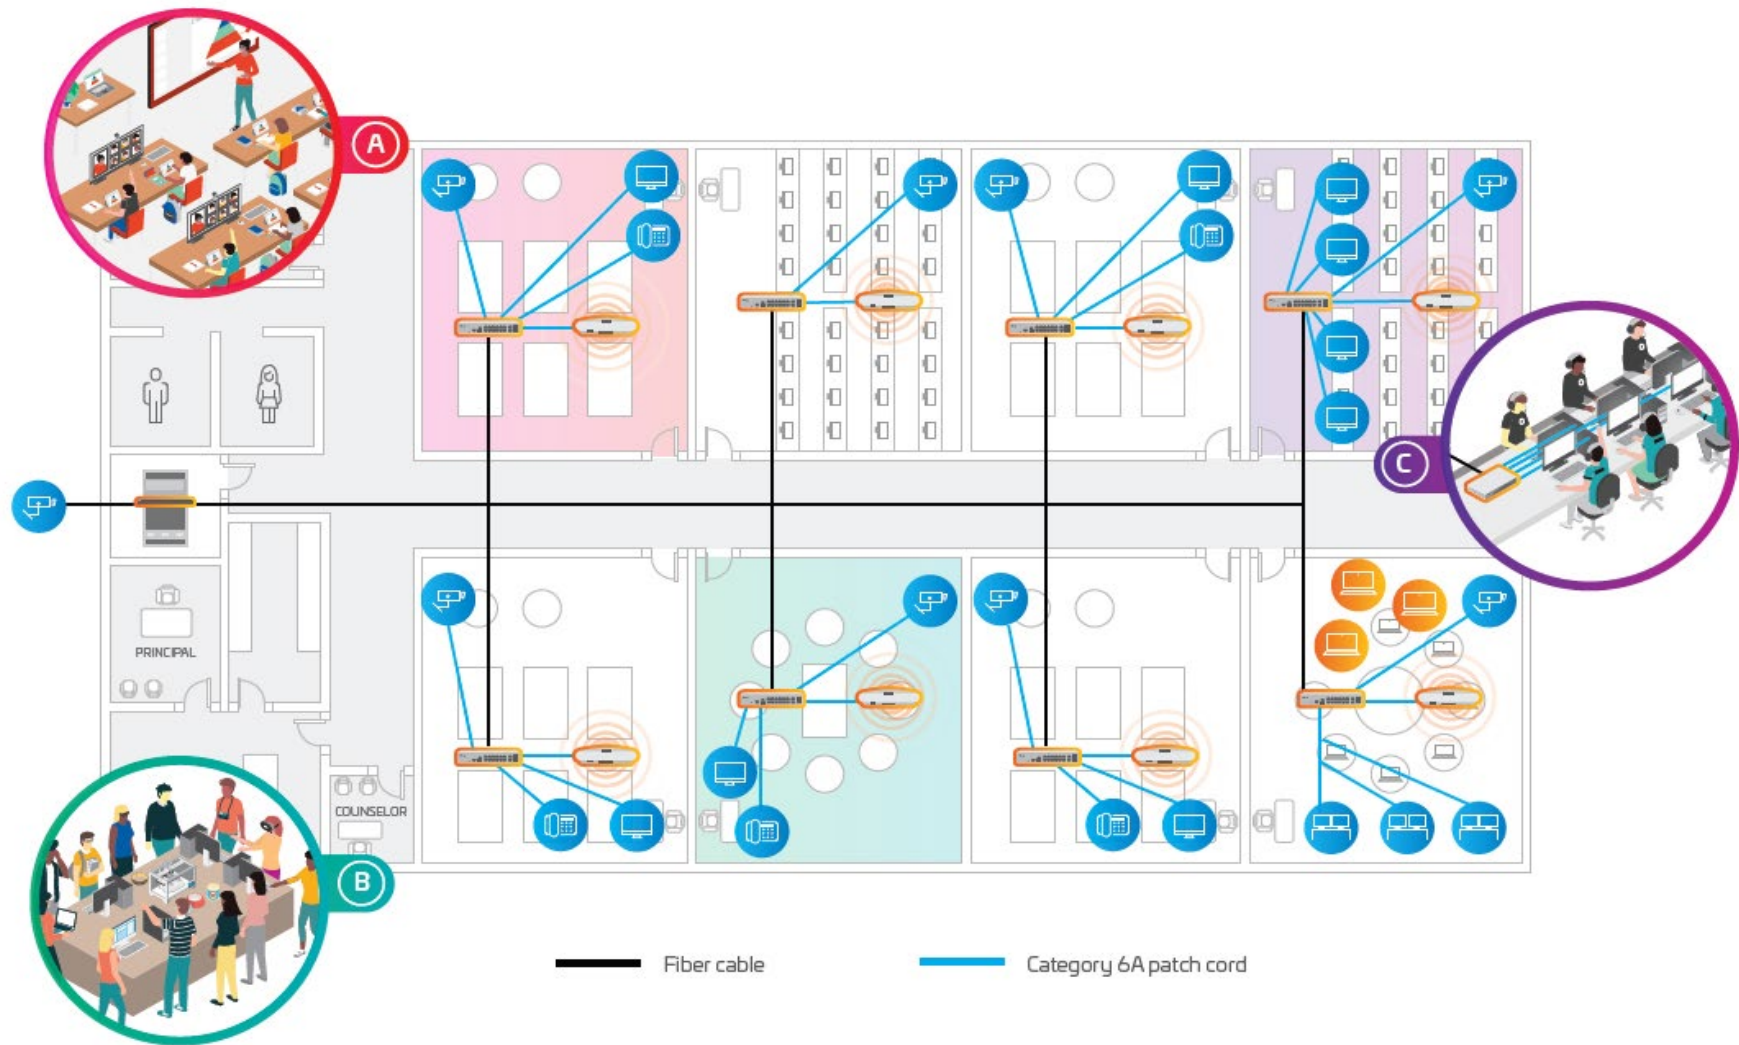 A
C
PRINCIPAL
COUNSELOR
B
Fiber cable
Category 6A patch cord